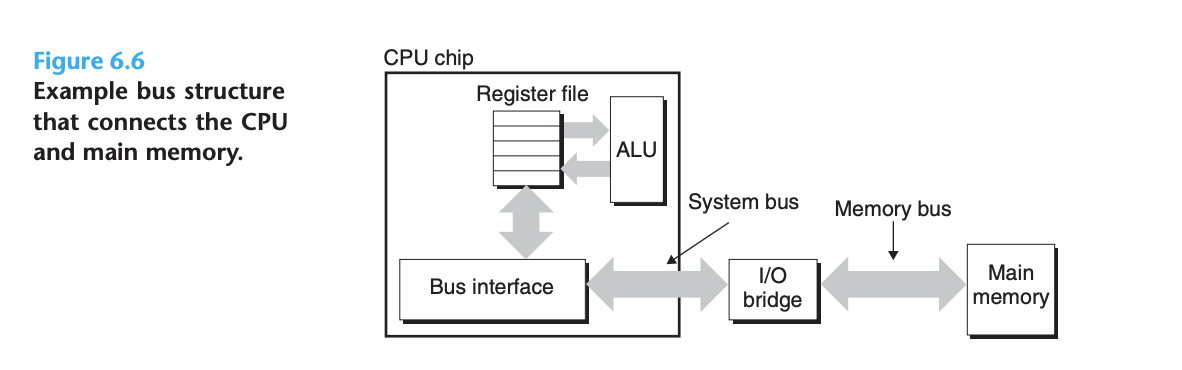 Figure 6.6
Example bus structure
that connects the CPU
and main memory.
CPU chip
Register file
ALU
System bus
Memory bus
Bus interface
I/O
bridge
Main
memory